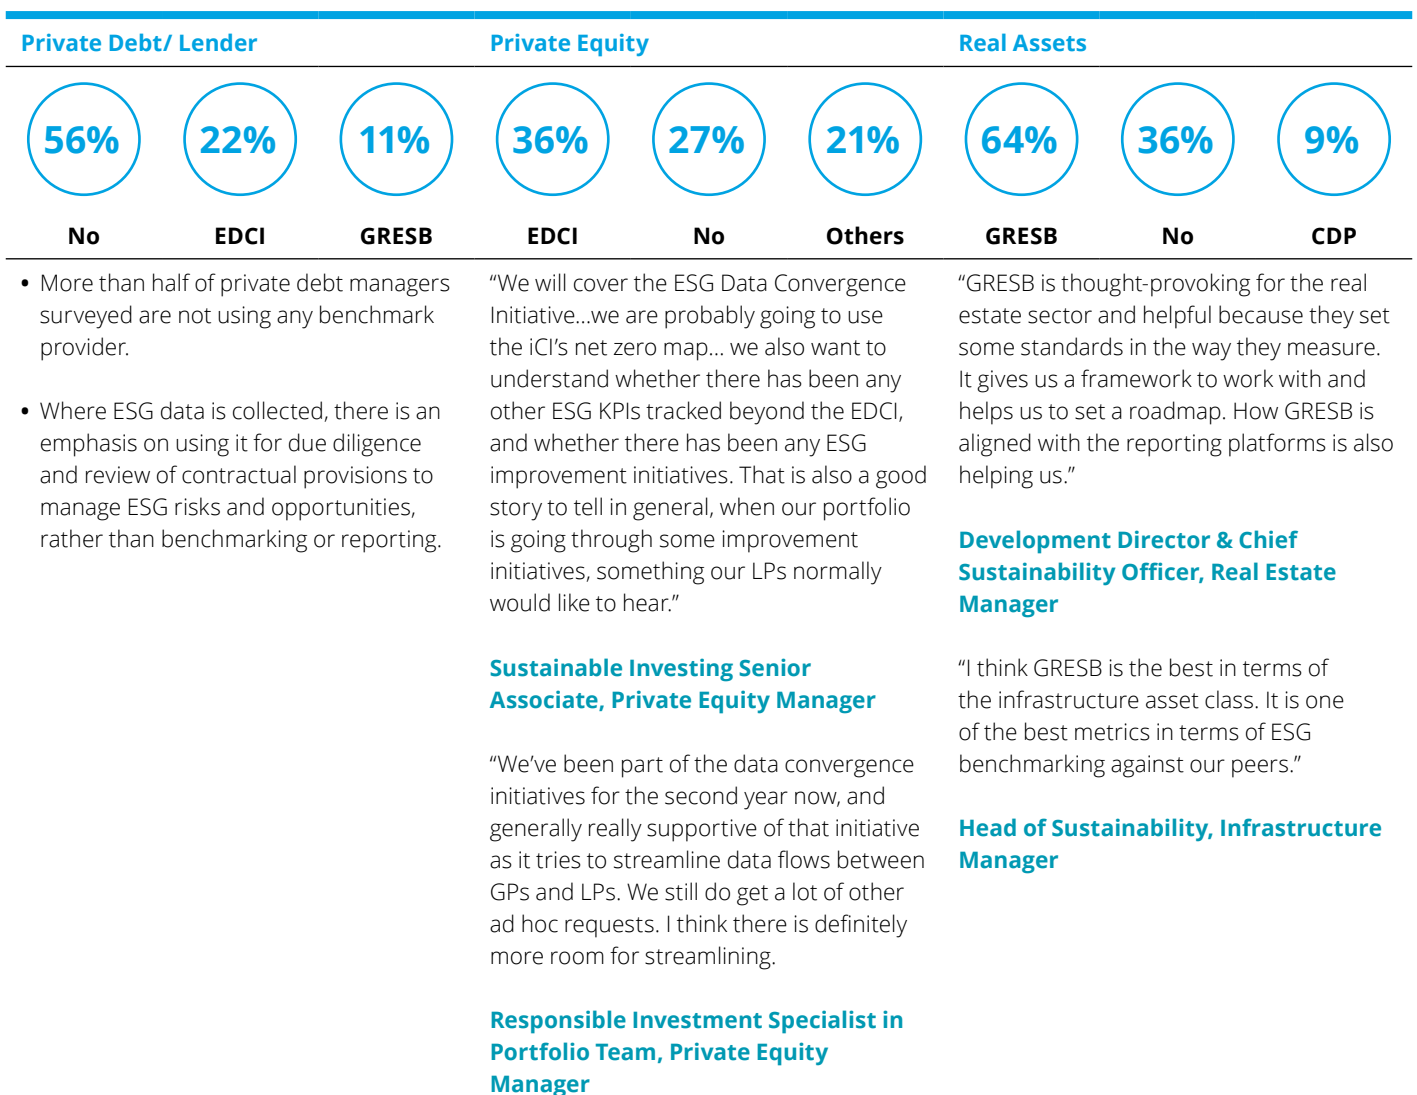 Private Debt/ Lender
56%
22%
11%
No
EDCI
GRESB
• More than half of private debt managers
surveyed are not using any benchmark
provider.
• Where ESG data is collected, there is an
emphasis on using it for due diligence
and review of contractual provisions to
manage ESG risks and opportunities,
rather than benchmarking or reporting.
Private Equity
36%
27%
21%
EDCI
No
Others
“We will cover the ESG Data Convergence
Initiative...we are probably going to use
the iCI’s net zero map... we also want to
understand whether there has been any
other ESG KPIs tracked beyond the EDCI,
and whether there has been any ESG
improvement initiatives. That is also a good
story to tell in general, when our portfolio
is going through some improvement
initiatives, something our LPs normally
would like to hear.”
Sustainable Investing Senior
Associate, Private Equity Manager
“We’ve been part of the data convergence
initiatives for the second year now, and
generally really supportive of that initiative
as it tries to streamline data flows between
GPs and LPs. We still do get a lot of other
ad hoc requests. I think there is definitely
more room for streamlining.
Responsible Investment Specialist in
Portfolio Team, Private Equity
Manager
Real Assets
64%
36%
9%
GRESB
No
CDP
“GRESB is thought-provoking for the real
estate sector and helpful because they set
some standards in the way they measure.
It gives us a framework to work with and
helps us to set a roadmap. How GRESB is
aligned with the reporting platforms is also
helping us.”
Development Director & Chief
Sustainability Officer, Real Estate
Manager
“I think GRESB is the best in terms of
the infrastructure asset class. It is one
of the best metrics in terms of ESG
benchmarking against our peers.”
Head of Sustainability, Infrastructure
Manager